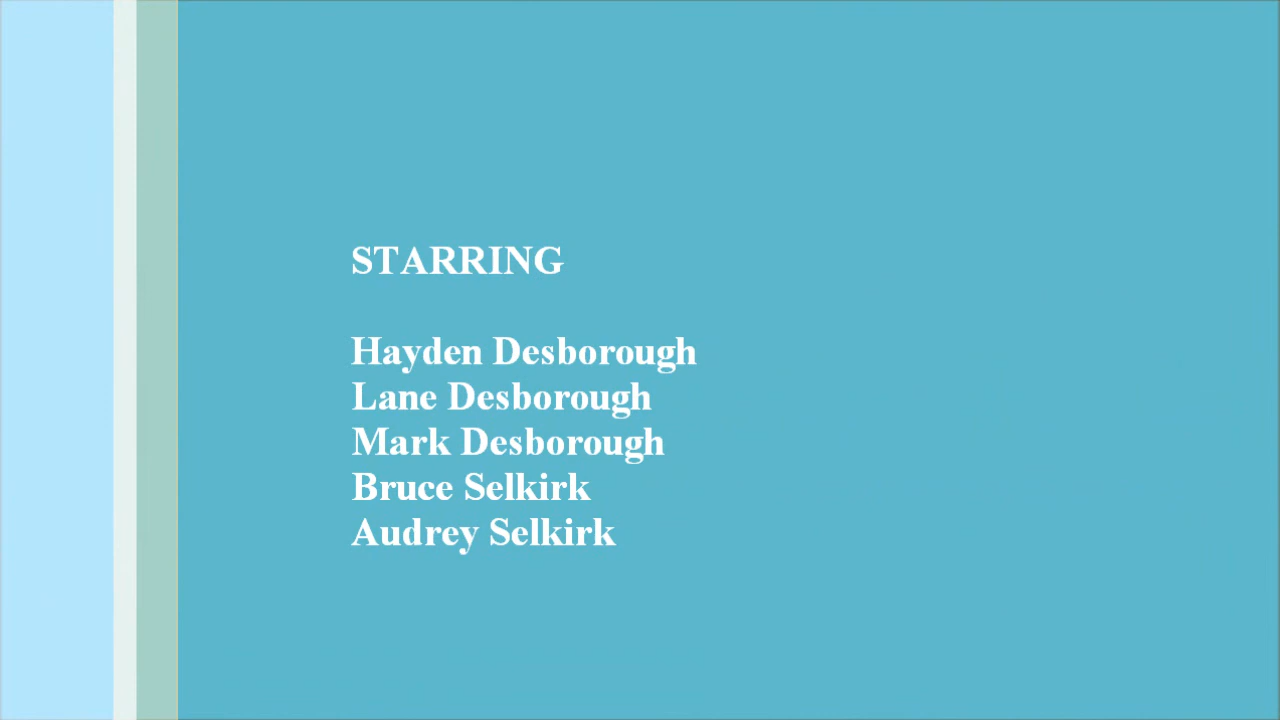 STARRING
Hayden Desborough
Lane Desborough
Mark Desborough
Bruce Selkirk
Audrey Selkirk